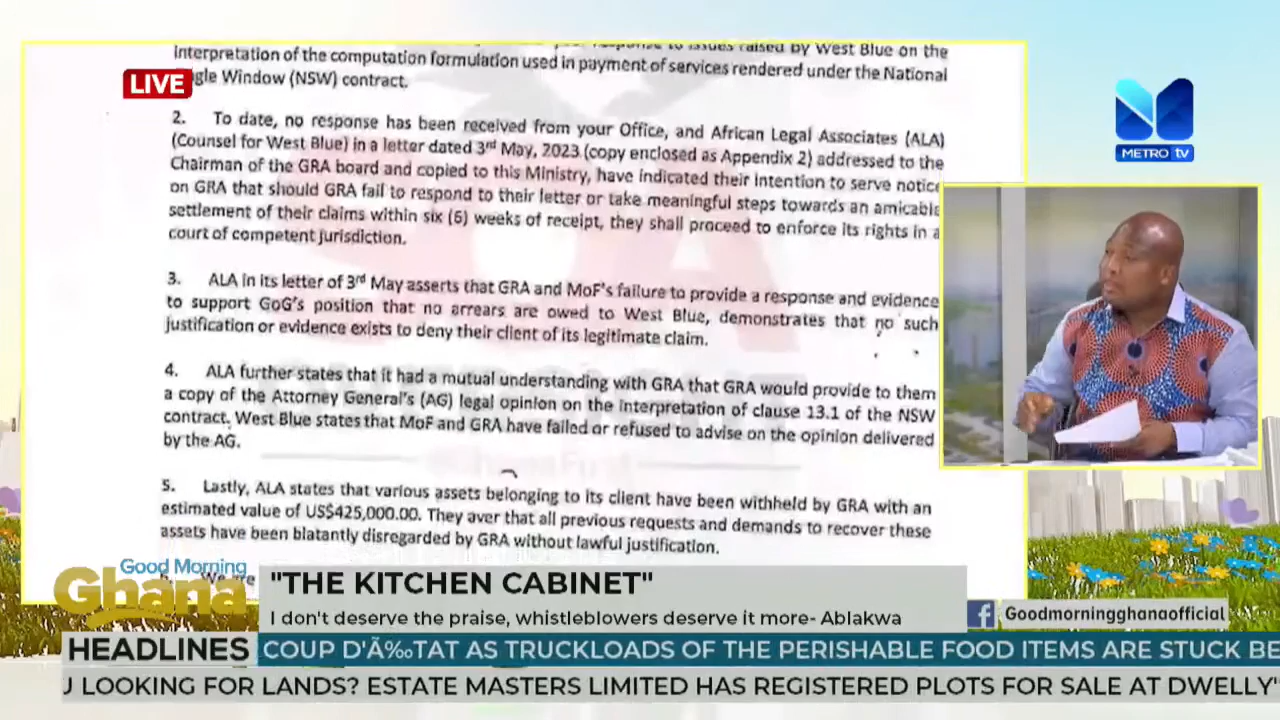 interpretation of the computation formulation used in payment of services rendered under the National
gle Window (NSW) contract.
LIVE
2. To date, no response has been received from your Office, and African Legal Associates (ALA)
(Counsel for West Blue) in a letter dated 3rd May, 2023 (copy enclosed as Appendix 2) addressed to the
Chairman of the GRA board and copied to this Ministry, have indicated their intention to serve notice
on GRA that should GRA fail to respond to their letter or take meaningful steps towards an amicable
settlement of their claims within six (6) weeks of receipt, they shall proceed to enforce its rights in a
court of competent jurisdiction.
3. ALA in its letter of 3rd May asserts that GRA and MoF's failure to provide a response and evidence
to support GoG's position that no arrears are owed to West Blue, demonstrates that no such
justification or evidence exists to deny their client of its legitimate claim.
4. ALA further states that it had a mutual understanding with GRA that GRA would provide to them
a copy of the Attorney General's (AG) legal opinion on the interpretation of clause 13.1 of the NSW
contract. West Blue states that MoF and GRA have failed or refused to advise on the opinion delivered
by the AG.
5. Lastly, ALA states that various assets belonging to its client have been withheld by GRA with an
estimated value of US$425,000.00. They aver that all previous requests and demands to recover these
assets have been blatantly disregarded by GRA without lawful justification.
METRO tv
Good Morning
Ghana
"THE KITCHEN CABINET"
I don't deserve the praise, whistleblowers deserve it more- Ablakwa
Goodmorningghanaofficial
HEADLINES
COUP D'Ã‰TAT AS TRUCKLOADS OF THE PERISHABLE FOOD ITEMS ARE STUCK BE
U LOOKING FOR LANDS? ESTATE MASTERS LIMITED HAS REGISTERED PLOTS FOR SALE AT DWELLY"